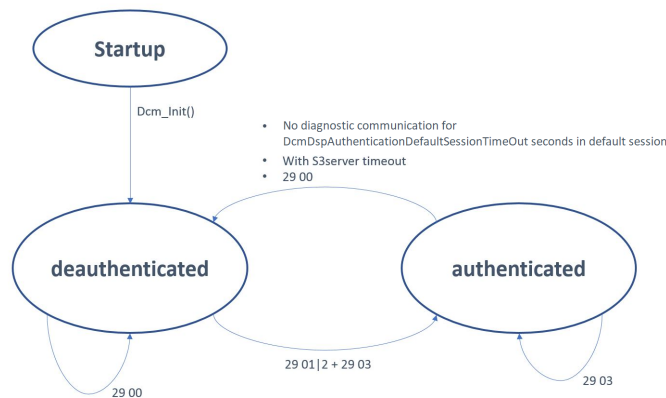 Startup
Dcm_Init()
• No diagnostic communication for
DcmDspAuthenticationDefaultSessionTimeOut seconds in default session
• With S3server timeout
• 29 00
deauthenticated
authenticated
29 01|2 + 29 03
29 00
29 03